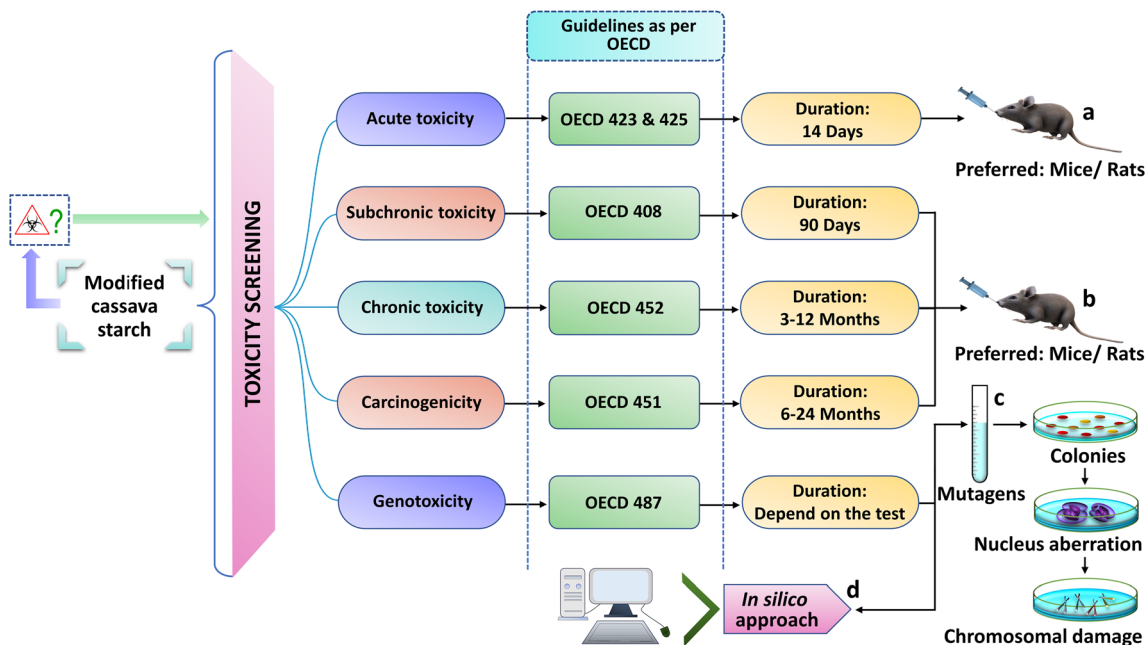 Guidelines as per
OECD
Acute toxicity
OECD 423 & 425
Duration:
14 Days
a
Preferred: Mice/ Rats
Subchronic toxicity
OECD 408
Duration:
90 Days
?
Modified
cassava
starch
TOXICITY SCREENING
Chronic toxicity
OECD 452
Duration:
3-12 Months
b
Preferred: Mice/ Rats
Carcinogenicity
OECD 451
Duration:
6-24 Months
c
Colonies
Mutagens
Genotoxicity
OECD 487
Duration:
Depend on the test
Nucleus aberration
In silico
approach
d
Chromosomal damage